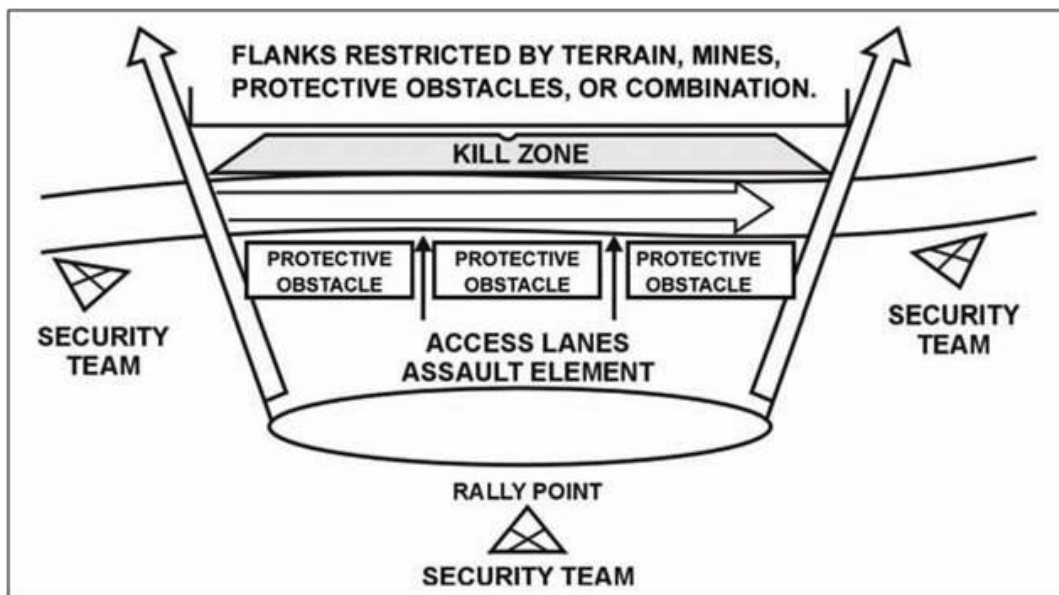 FLANKS RESTRICTED BY TERRAIN, MINES,
PROTECTIVE OBSTACLES, OR COMBINATION.
KILL ZONE
PROTECTIVE
OBSTACLE
PROTECTIVE
OBSTACLE
PROTECTIVE
OBSTACLE
SECURITY
TEAM
ACCESS LANES
ASSAULT ELEMENT
SECURITY
TEAM
RALLY POINT
SECURITY TEAM